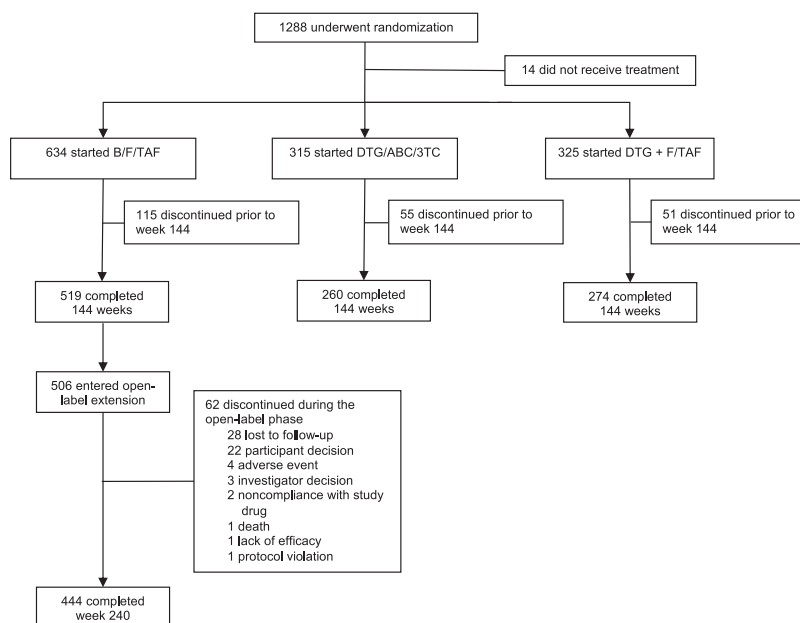 1288 underwent randomization
14 did not receive treatment
634 started B/F/TAF
315 started DTG/ABC/3TC
325 started DTG + F/TAF
115 discontinued prior to
week 144
55 discontinued prior to
week 144
51 discontinued prior to
week 144
519 completed
144 weeks
260 completed
144 weeks
274 completed
144 weeks
506 entered open-
label extension
62 discontinued during the
open-label phase
28 lost to follow-up
22 participant decision
4 adverse event
3 investigator decision
2 noncompliance with study
drug
1 death
1 lack of efficacy
1 protocol violation
444 completed
week 240